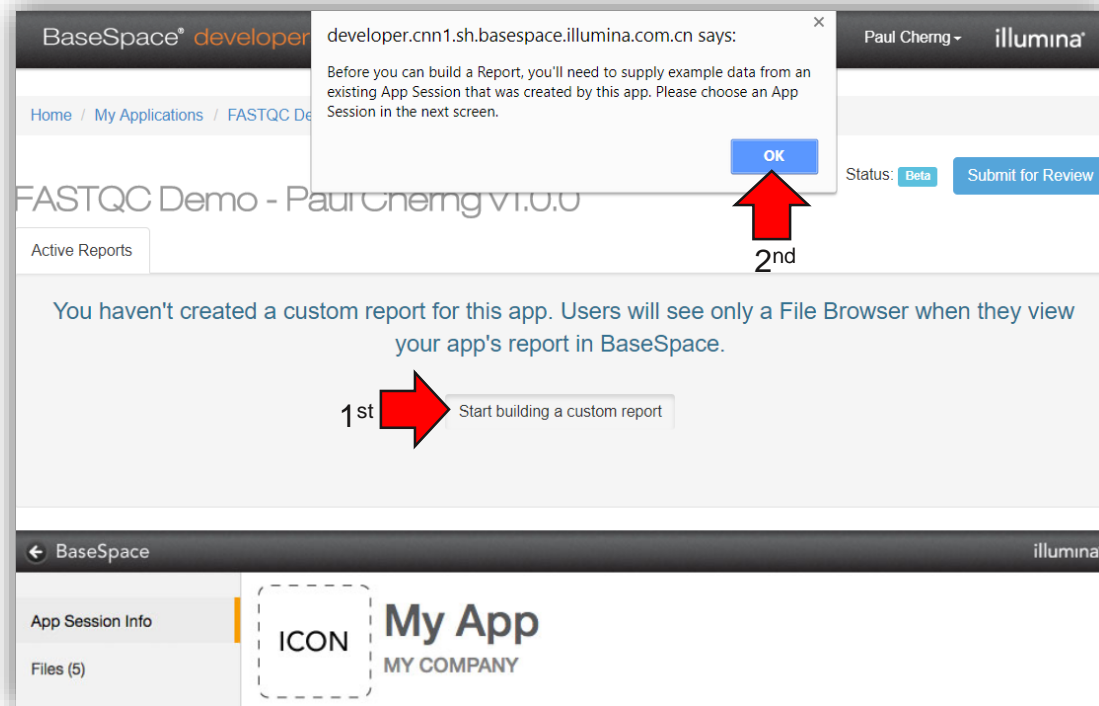 BaseSpace® developer
Paul Cherng
illumina®
developer.cnn1.sh.basespace.illumina.com.cn says:
×
Before you can build a Report, you'll need to supply example data from an
existing App Session that was created by this app. Please choose an App
Session in the next screen.
OK
Home / My Applications / FASTQC De
Status: Beta
Submit for Review
FASTQC Demo - Paul Cherng v1.0.0
2nd
Active Reports
You haven't created a custom report for this app. Users will see only a File Browser when they view
your app's report in BaseSpace.
1st
Start building a custom report
BaseSpace
illumina
App Session Info
Files (5)
ICON
My App
MY COMPANY